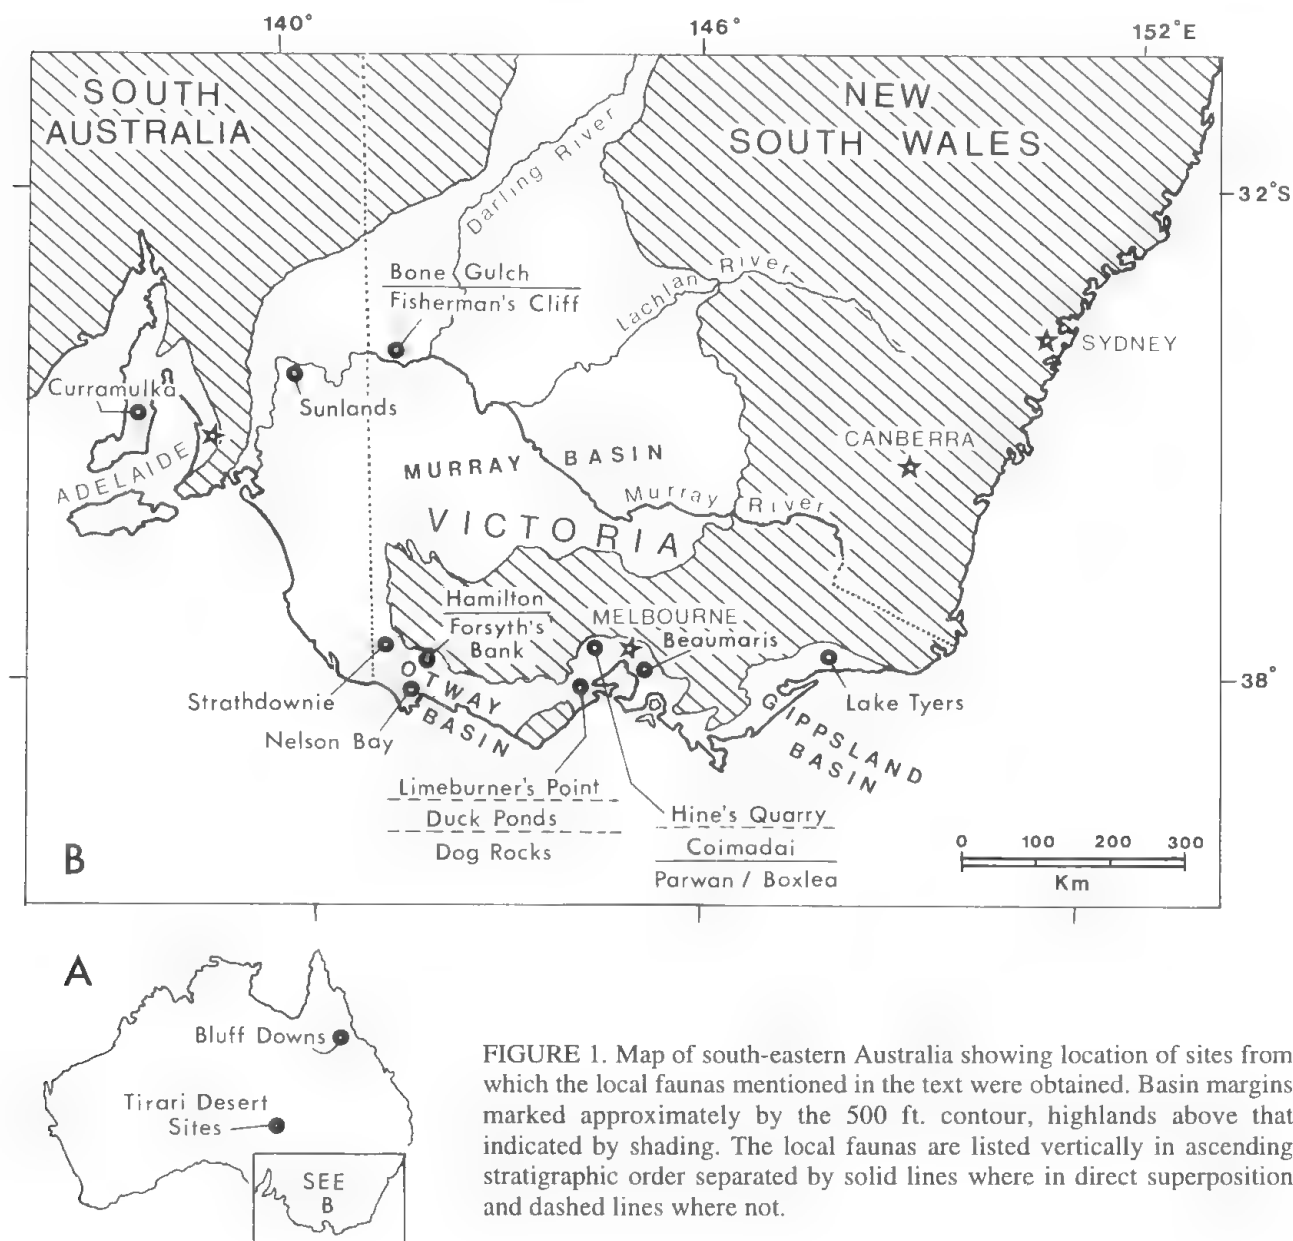 140°
146°
152°E
SOUTH
AUSTRALIA
NEW
SOUTH WALES
Darling River
32°S
Bone Gulch
Fisherman's Cliff
Lachlan River
SYDNEY
Curramulka
Sunlands
CANBERRA
ADELAIDE
MURRAY BASIN
Murray River
VICTORIA
Hamilton
Forsyth's
Bank
MELBOURNE
Beaumaris
Strathdownie
OTWAY
BASIN
Nelson Bay
Lake Tyers
38°
GIPPSLAND
BASIN
Limeburner's Point
Duck Ponds
Dog Rocks
Hine's Quarry
Coimadai
Parwan / Boxlea
0 100 200 300
Km
B
A
Bluff Downs
Tirari Desert
Sites
SEE
B
FIGURE 1. Map of south-eastern Australia showing location of sites from
which the local faunas mentioned in the text were obtained. Basin margins
marked approximately by the 500 ft. contour, highlands above that
indicated by shading. The local faunas are listed vertically in ascending
stratigraphic order separated by solid lines where in direct superposition
and dashed lines where not.